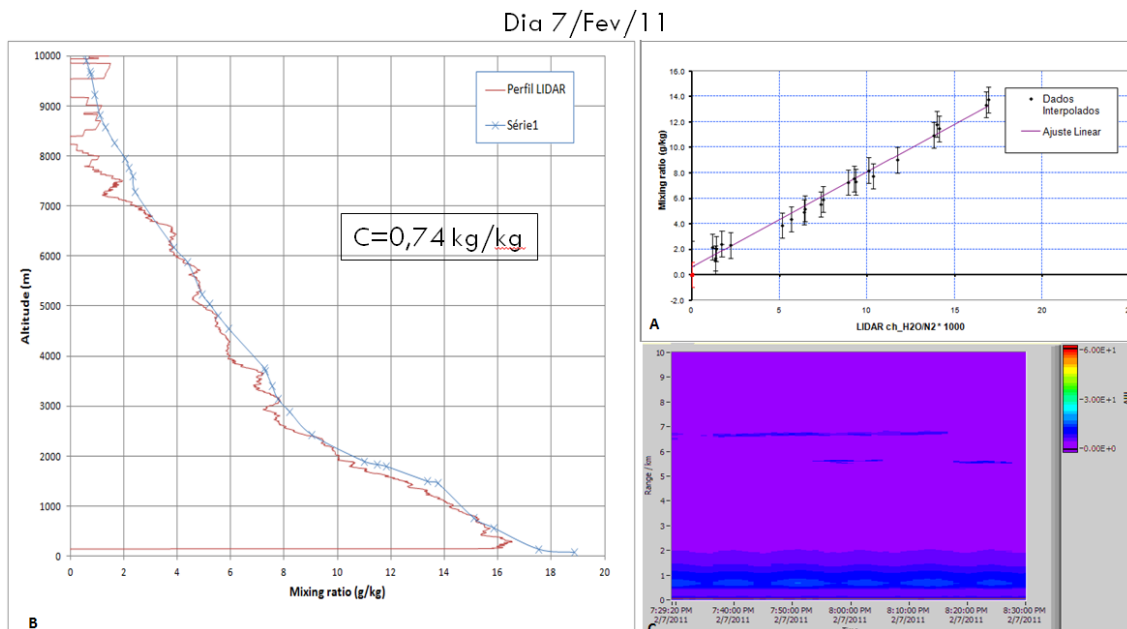 Dia 7/Fev/11
10000
9000
8000
7000
6000
5000
4000
3000
2000
1000
0
Altitude (m)
Perfil LIDAR
Série1
C=0,74 kg/kg
0 2 4 6 8 10 12 14 16 18 20
Mixing ratio (g/kg)
B
16.0
14.0
12.0
10.0
8.0
6.0
4.0
2.0
0.0
-2.0
Mixing ratio (g/kg)
Dados
Interpolados
Ajuste Linear
0 5 10 15 20
LIDAR ch_H2O/N2 * 1000
A
10
9
8
7
6
5
4
3
2
1
0
Range / km
6.00E+1
3.00E+1
0.00E+0
7:29:20 PM 7:40:00 PM 7:50:00 PM 8:00:00 PM 8:10:00 PM 8:20:00 PM 8:30:00 PM
2/7/2011 2/7/2011 2/7/2011 2/7/2011 2/7/2011 2/7/2011 2/7/2011
C